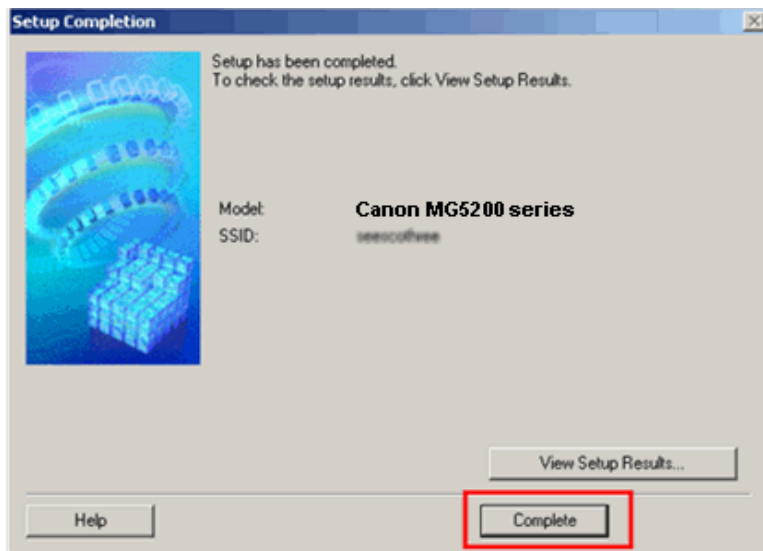 Setup Completion
Setup has been completed.
To check the setup results, click View Setup Results.
Model: Canon MG5200 series
SSID:
View Setup Results...
Help Complete